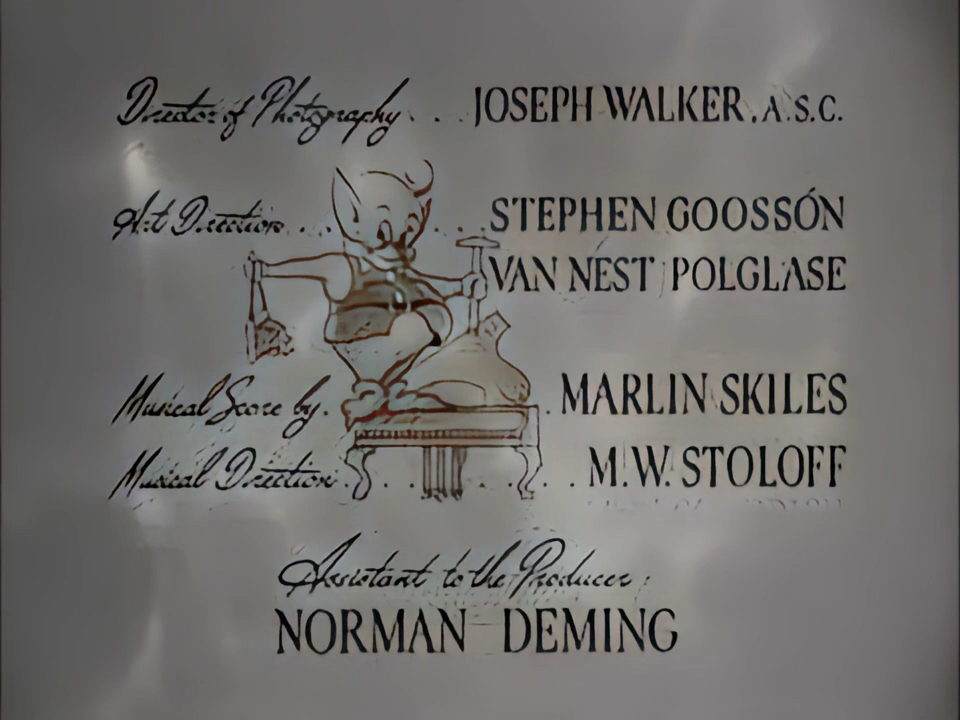 Director of Photography . . . JOSEPH WALKER, A.S.C.
Art Direction . . . . . . STEPHEN GOOSSÓN
VAN NEST POLGLASE
Musical Score by. . MARLIN SKILES
Musical Direction . . . . . . M.W. STOLOFF
Assistant to the Producer :
NORMAN DEMING